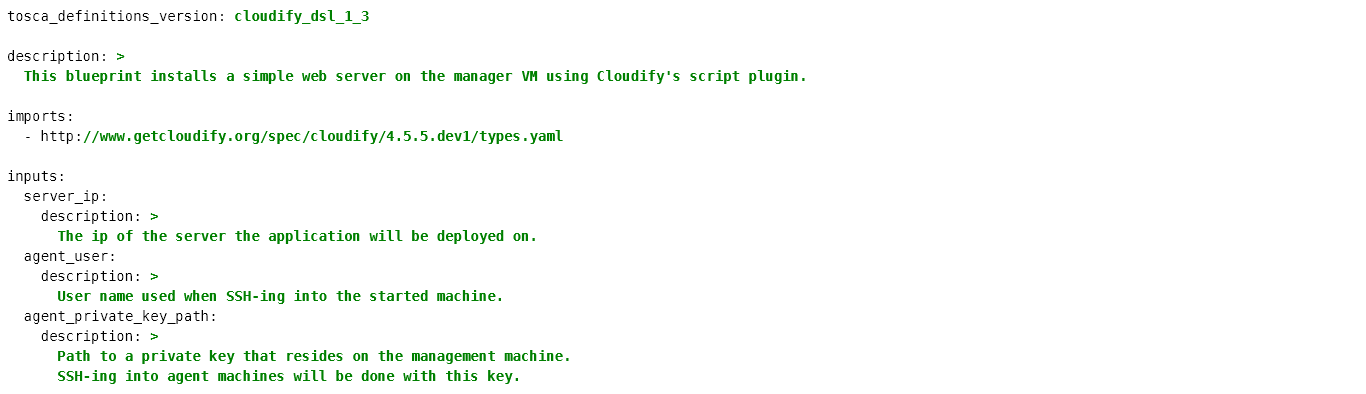 tosca_definitions_version: cloudify_dsl_1_3
description: >
This blueprint installs a simple web server on the manager VM using Cloudify's script plugin.
imports:
- http://www.getcloudify.org/spec/cloudify/4.5.5.dev1/types.yaml
inputs:
server_ip:
description: >
The ip of the server the application will be deployed on.
agent_user:
description: >
User name used when SSH-ing into the started machine.
agent_private_key_path:
description: >
Path to a private key that resides on the management machine.
SSH-ing into agent machines will be done with this key.